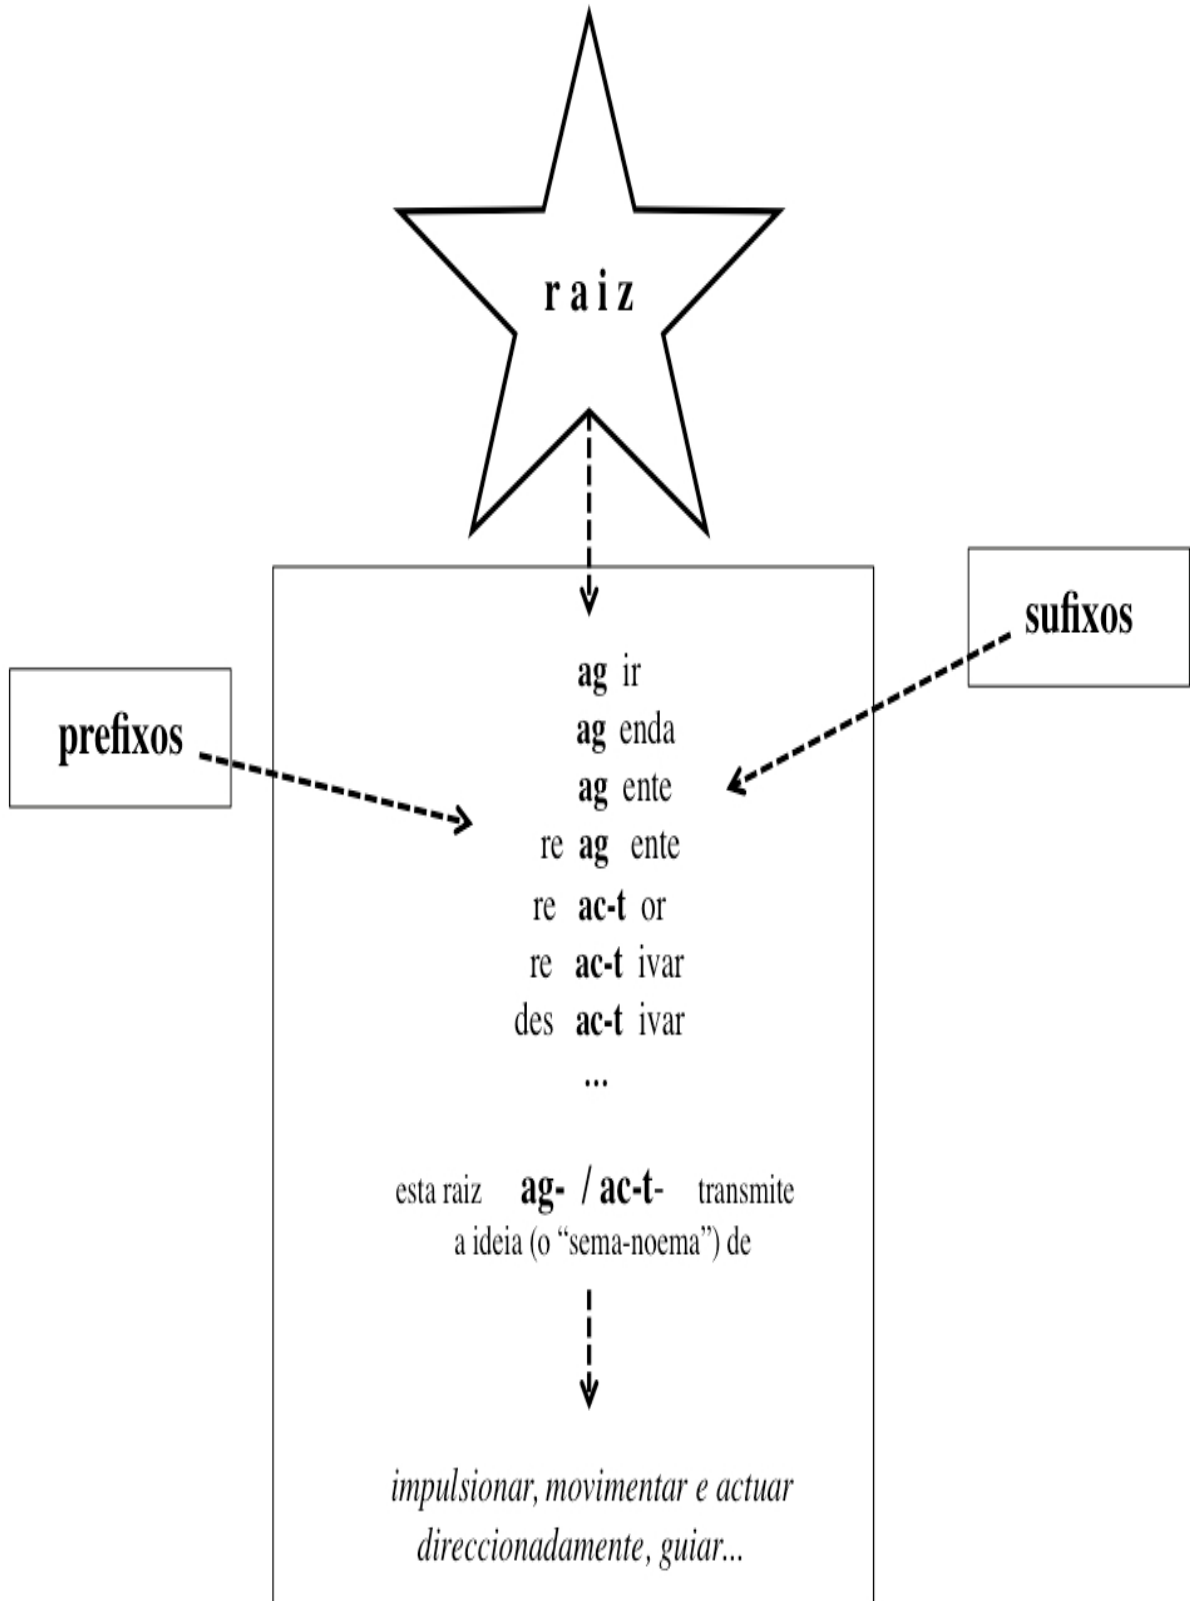 raiz
sufixos
prefixos
ag ir
ag enda
ag ente
re ag ente
re ac-t or
re ac-t ivar
des ac-t ivar
...
esta raiz ag- / ac-t- transmite
a ideia (o “sema-noema”) de
impulsionar, movimentar e actuar
direccionadamente, guiar...